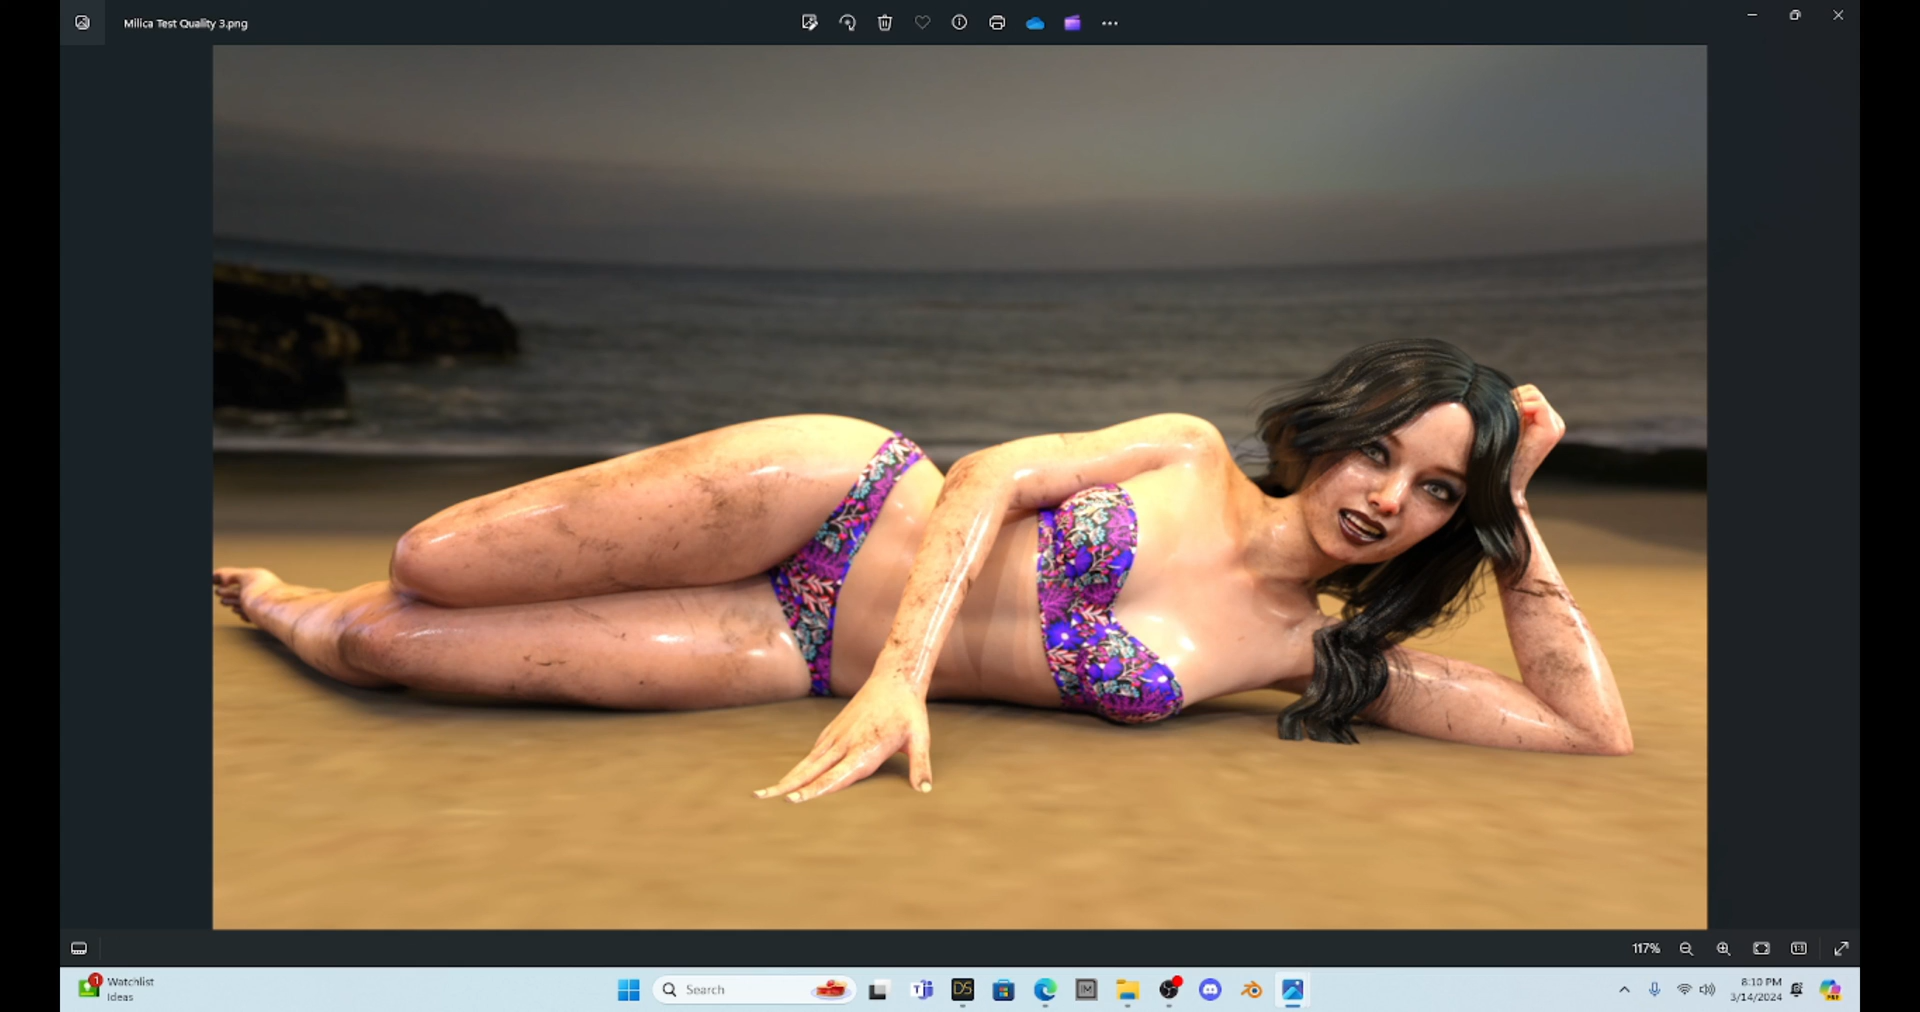 Milica Test Quality 3.png
117%
Watchlist
Ideas
Search
8:10 PM
3/14/2024